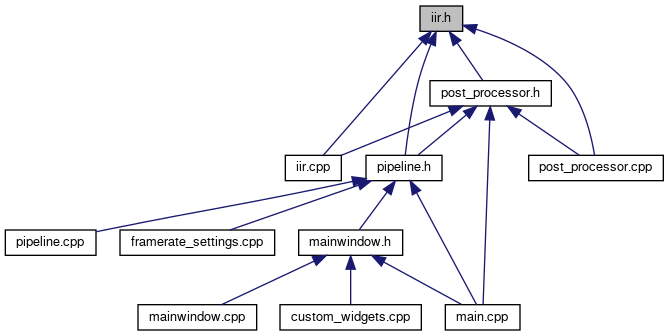 iir.h
post_processor.h
iir.cpp
pipeline.h
post_processor.cpp
pipeline.cpp
framerate_settings.cpp
mainwindow.h
mainwindow.cpp
custom_widgets.cpp
main.cpp